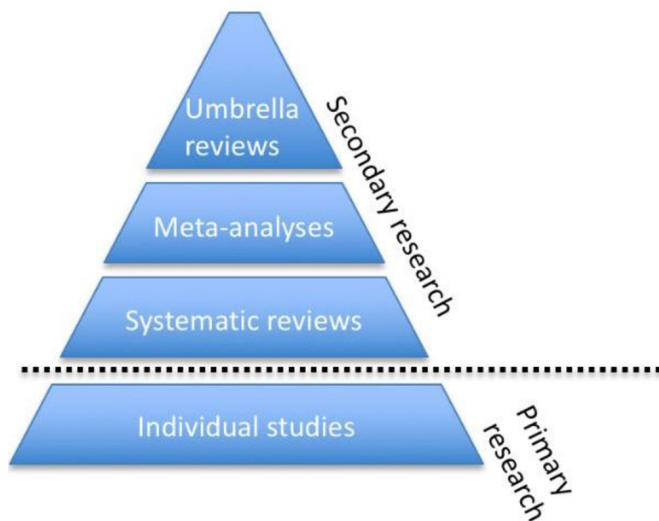 Umbrella
reviews
Secondary research
Meta-analyses
Systematic reviews
Individual studies
Primary
research